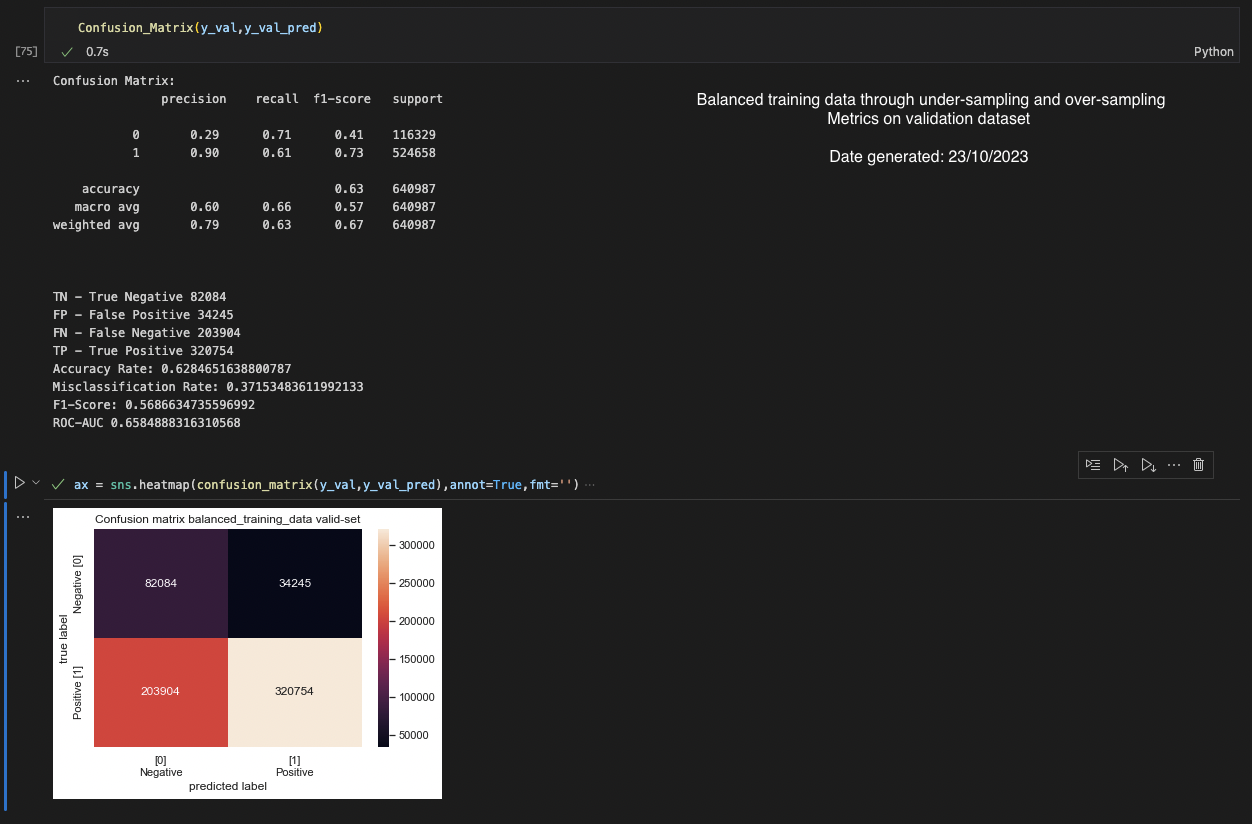 Confusion_Matrix(y_val,y_val_pred)
[75]
0.7s
Python
Confusion Matrix:
precision recall f1-score support
0 0.29 0.71 0.41 116329
1 0.90 0.61 0.73 524658
accuracy 0.63 640987
macro avg 0.60 0.66 0.57 640987
weighted avg 0.79 0.63 0.67 640987
Balanced training data through under-sampling and over-sampling
Metrics on validation dataset
Date generated: 23/10/2023
TN - True Negative 82084
FP - False Positive 34245
FN - False Negative 203904
TP - True Positive 320754
Accuracy Rate: 0.6284651638800787
Misclassification Rate: 0.37153483611992133
F1-Score: 0.5686634735596992
ROC-AUC 0.6584888316310568
ax = sns.heatmap(confusion_matrix(y_val,y_val_pred),annot=True,fmt='') ...
Confusion matrix balanced_training_data valid-set
true label
Negative [0]
Positive [1]
82084 34245
203904 320754
300000
250000
200000
150000
100000
50000
[0] [1]
Negative Positive
predicted label